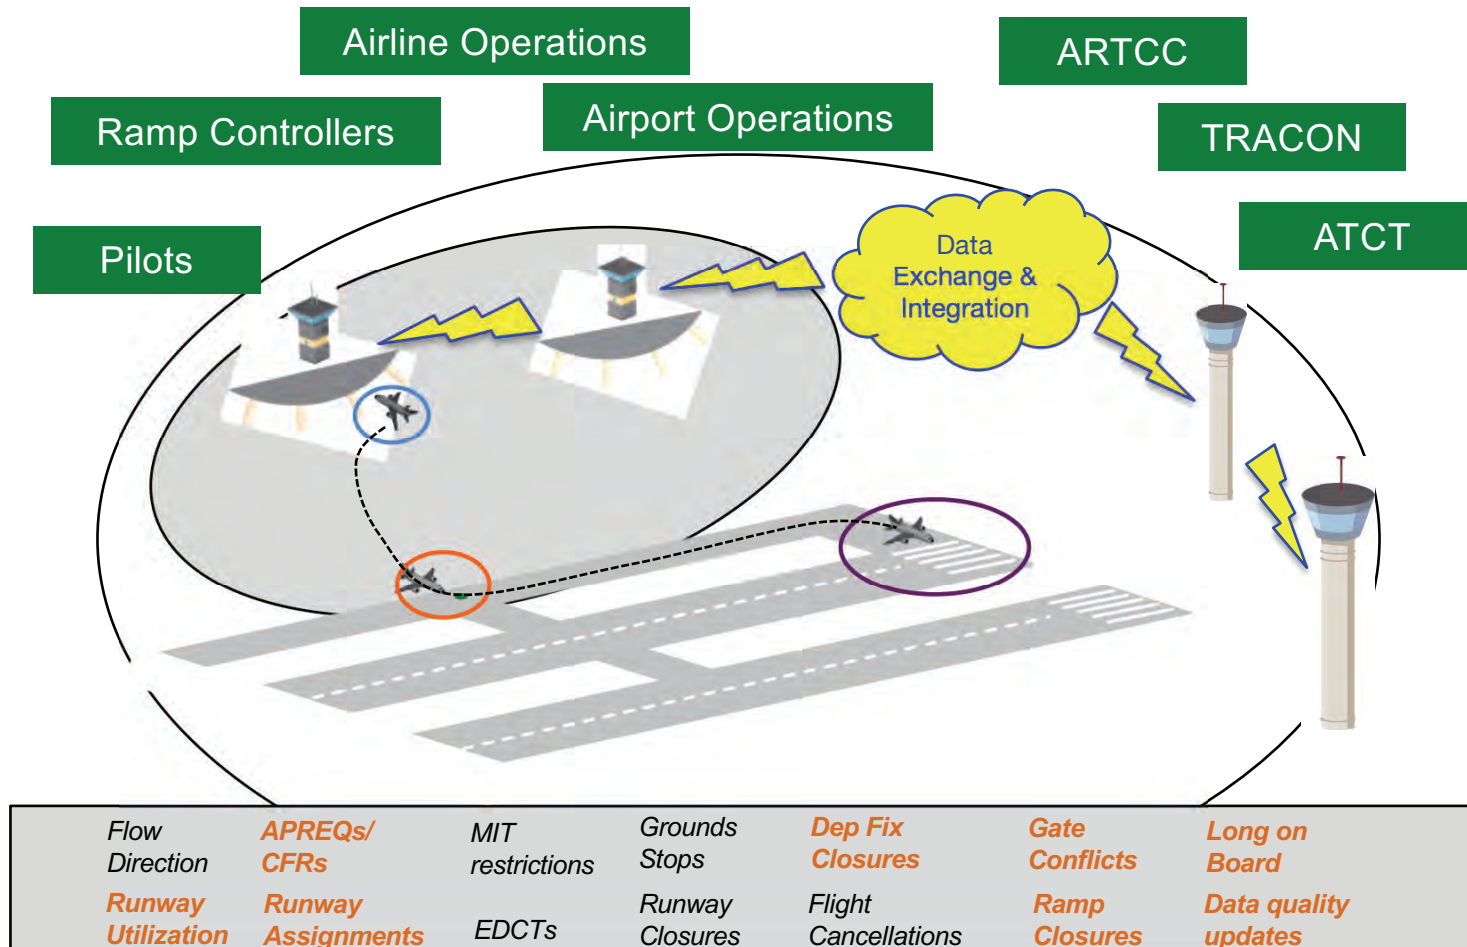 Airline Operations
ARTCC
Ramp Controllers
Airport Operations
TRACON
Pilots
ATCT
Data
Exchange &
Integration
Flow
Direction
APREQs/
CFRs
MIT
restrictions
Grounds
Stops
Dep Fix
Closures
Gate
Conflicts
Long on
Board
Runway
Utilization
Runway
Assignments
EDCTs
Runway
Closures
Flight
Cancellations
Ramp
Closures
Data quality
updates